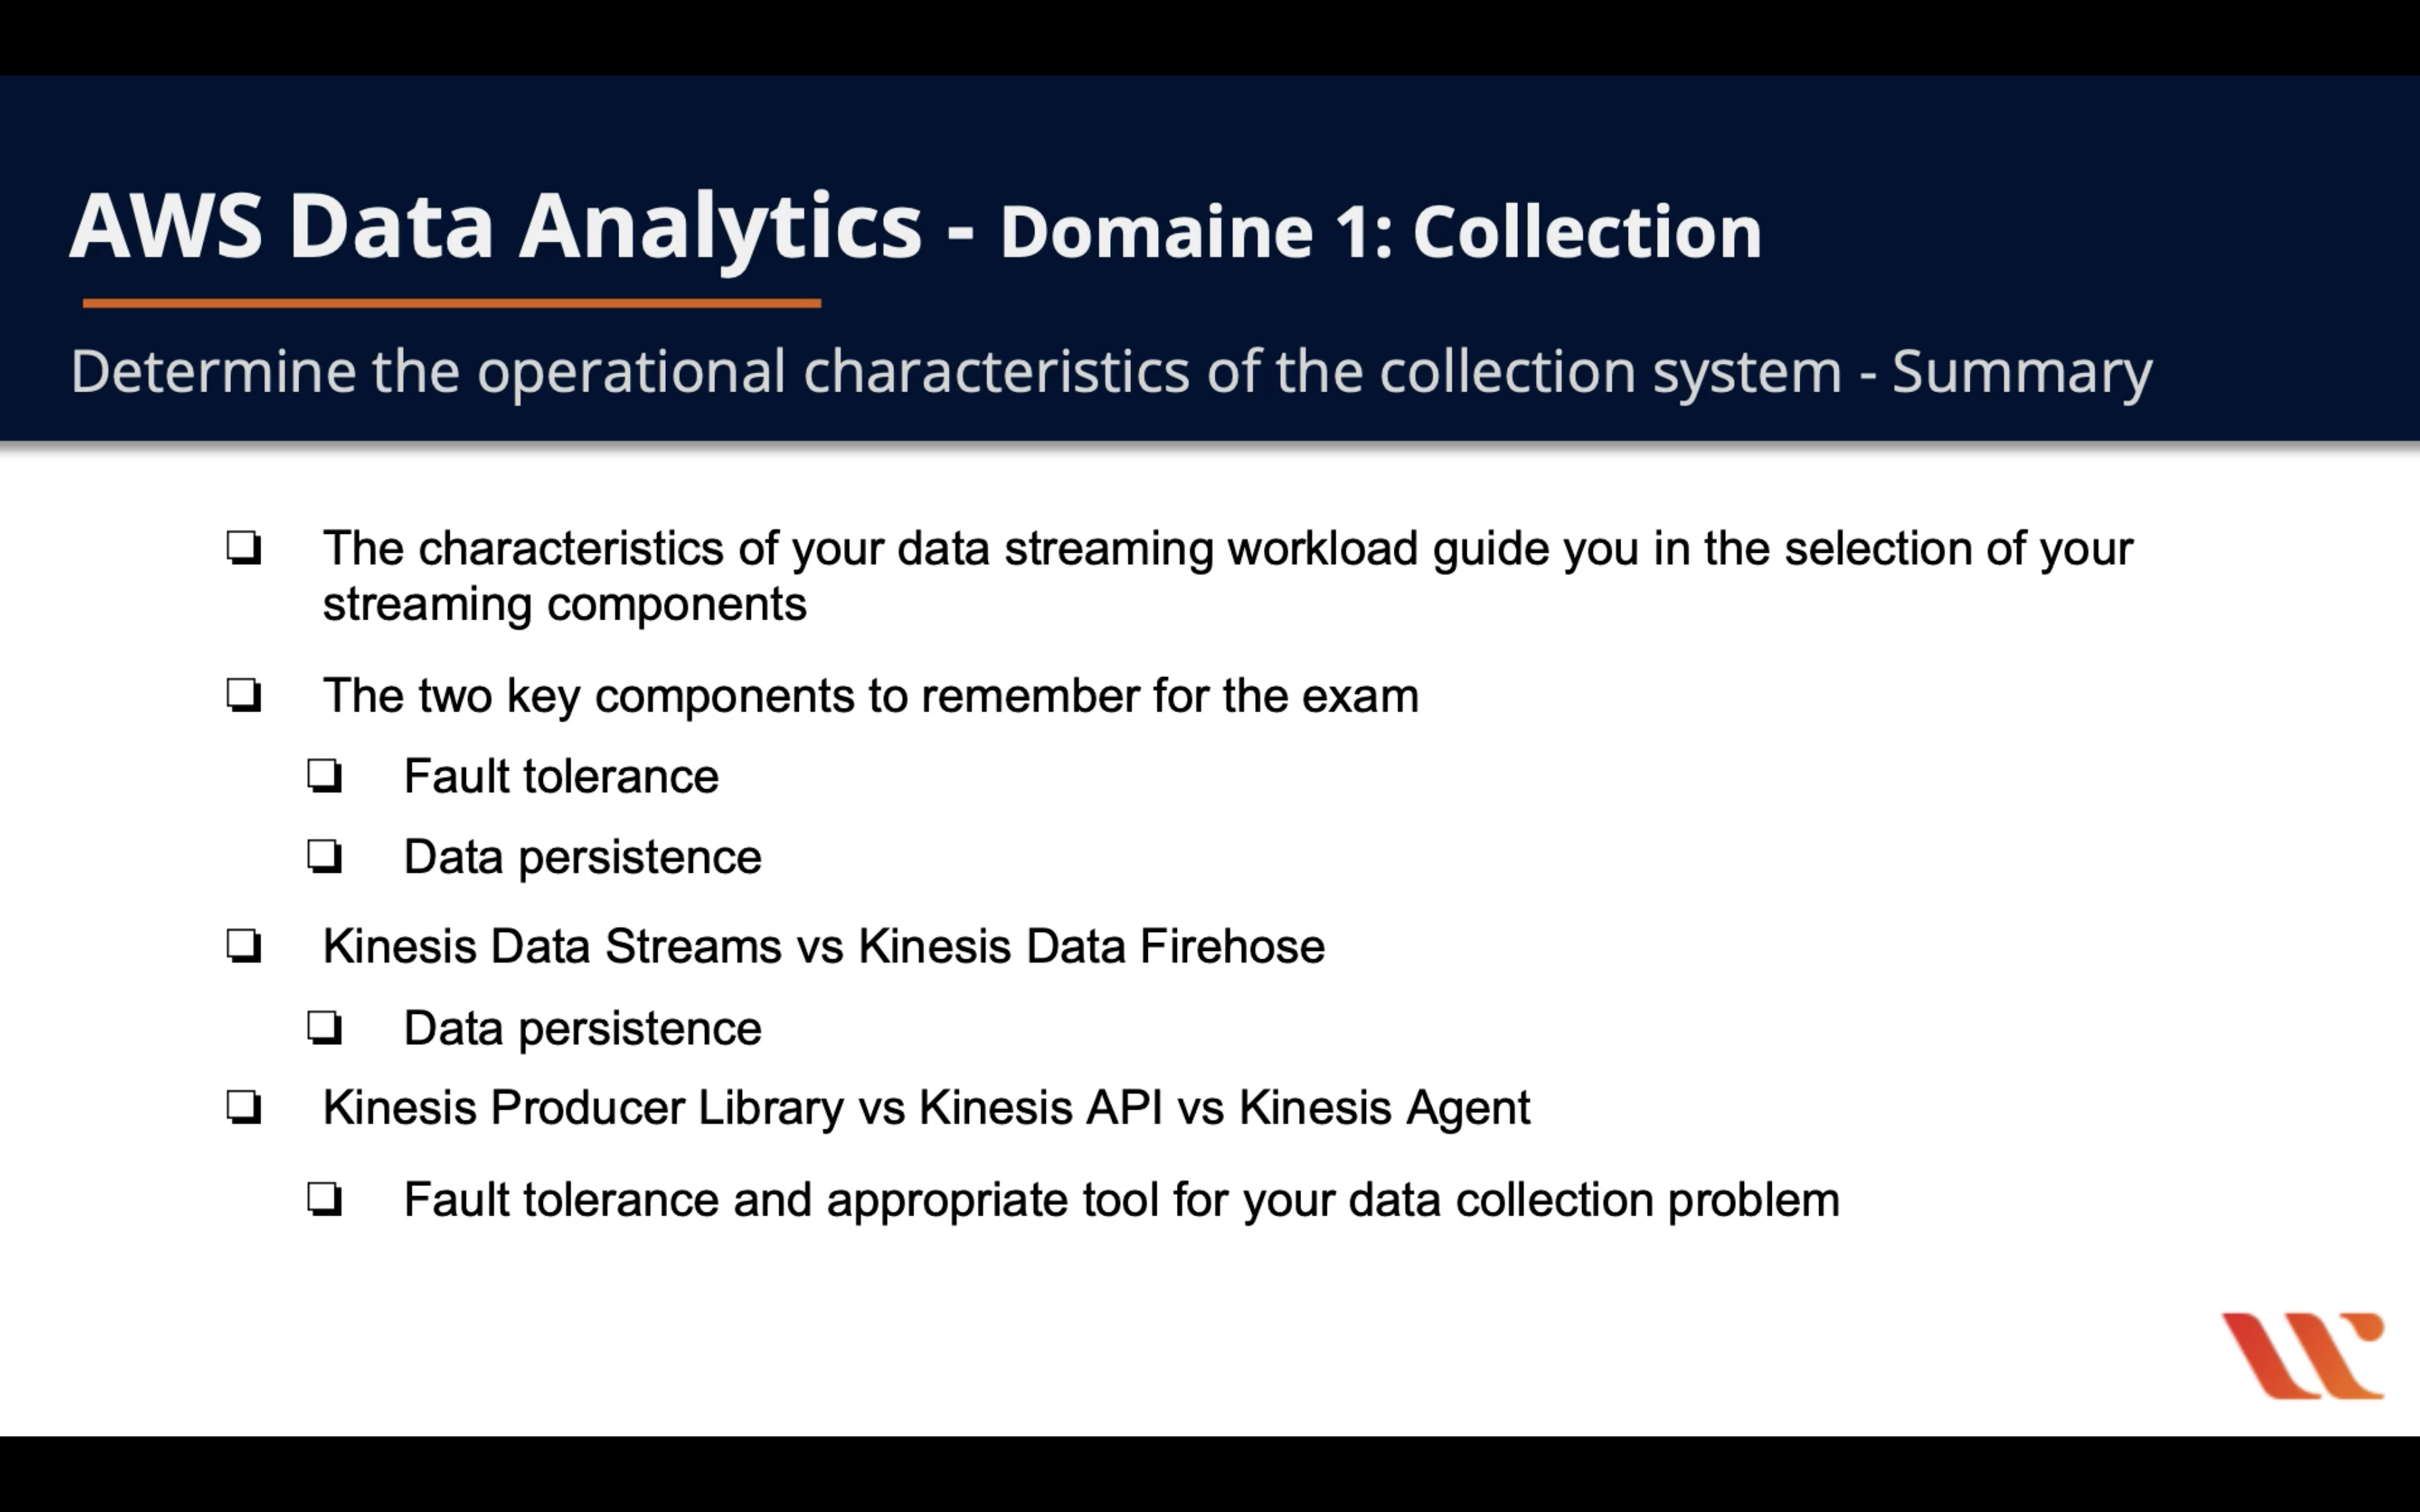 AWS Data Analytics - Domaine 1: Collection
Determine the operational characteristics of the collection system - Summary
The characteristics of your data streaming workload guide you in the selection of your
streaming components
The two key components to remember for the exam
Fault tolerance
Data persistence
Kinesis Data Streams vs Kinesis Data Firehose
Data persistence
Kinesis Producer Library vs Kinesis API vs Kinesis Agent
Fault tolerance and appropriate tool for your data collection problem